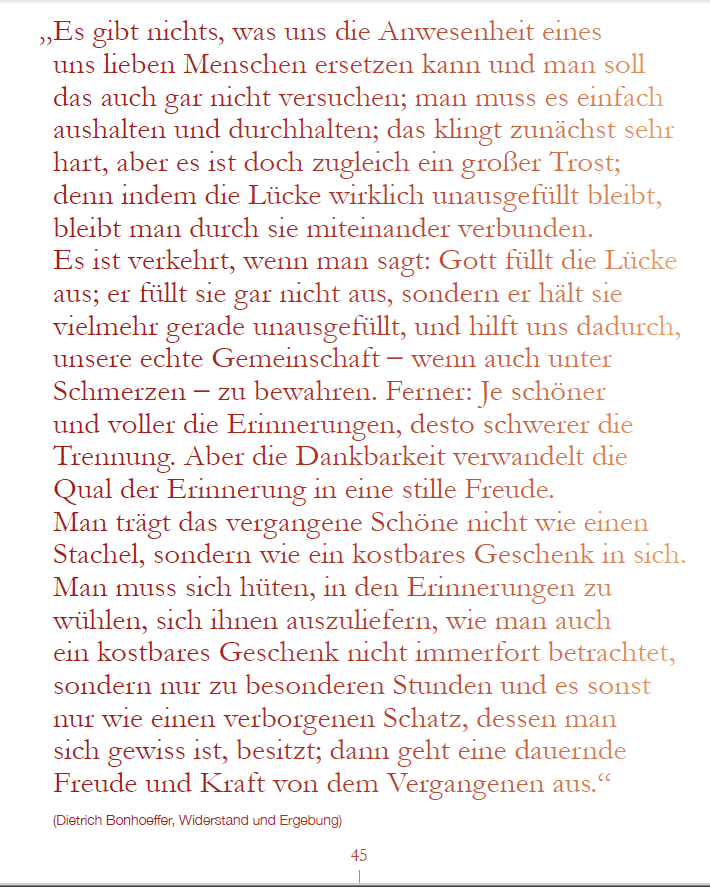 „Es gibt nichts, was uns die Anwesenheit eines
uns lieben Menschen ersetzen kann und man soll
das auch gar nicht versuchen; man muss es einfach
aushalten und durchhalten; das klingt zunächst sehr
hart, aber es ist doch zugleich ein großer Trost;
denn indem die Lücke wirklich unausgefüllt bleibt,
bleibt man durch sie miteinander verbunden.
Es ist verkehrt, wenn man sagt: Gott füllt die Lücke
aus; er füllt sie gar nicht aus, sondern er hält sie
vielmehr gerade unausgefüllt, und hilft uns dadurch,
unsere echte Gemeinschaft – wenn auch unter
Schmerzen – zu bewahren. Ferner: Je schöner
und voller die Erinnerungen, desto schwerer die
Trennung. Aber die Dankbarkeit verwandelt die
Qual der Erinnerung in eine stille Freude.
Man trägt das vergangene Schöne nicht wie einen
Stachel, sondern wie ein kostbares Geschenk in sich.
Man muss sich hüten, in den Erinnerungen zu
wühlen, sich ihnen auszuliefern, wie man auch
ein kostbares Geschenk nicht immerfort betrachtet,
sondern nur zu besonderen Stunden und es sonst
nur wie einen verborgenen Schatz, dessen man
sich gewiss ist, besitzt; dann geht eine dauernde
Freude und Kraft von dem Vergangenen aus.“
(Dietrich Bonhoeffer, Widerstand und Ergebung)
45